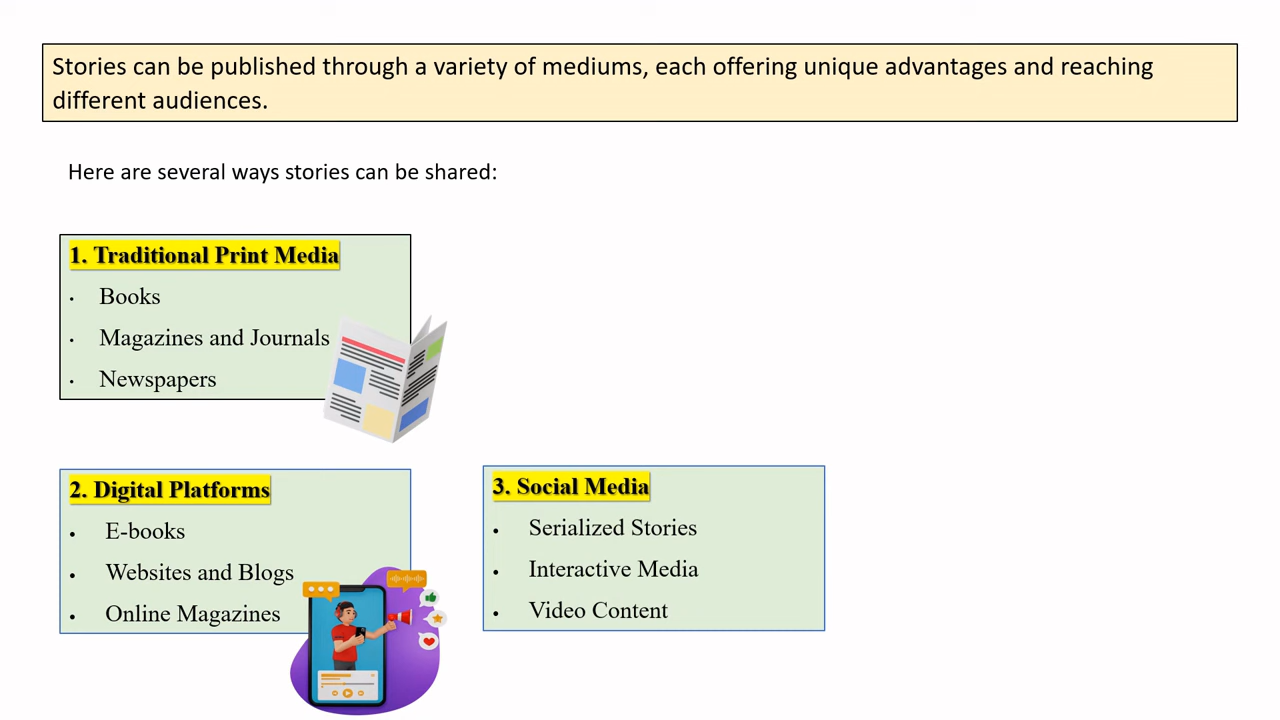 Stories can be published through a variety of mediums, each offering unique advantages and reaching
different audiences.
Here are several ways stories can be shared:
1. Traditional Print Media
• Books
• Magazines and Journals
• Newspapers
2. Digital Platforms
• E-books
• Websites and Blogs
• Online Magazines
3. Social Media
• Serialized Stories
• Interactive Media
• Video Content